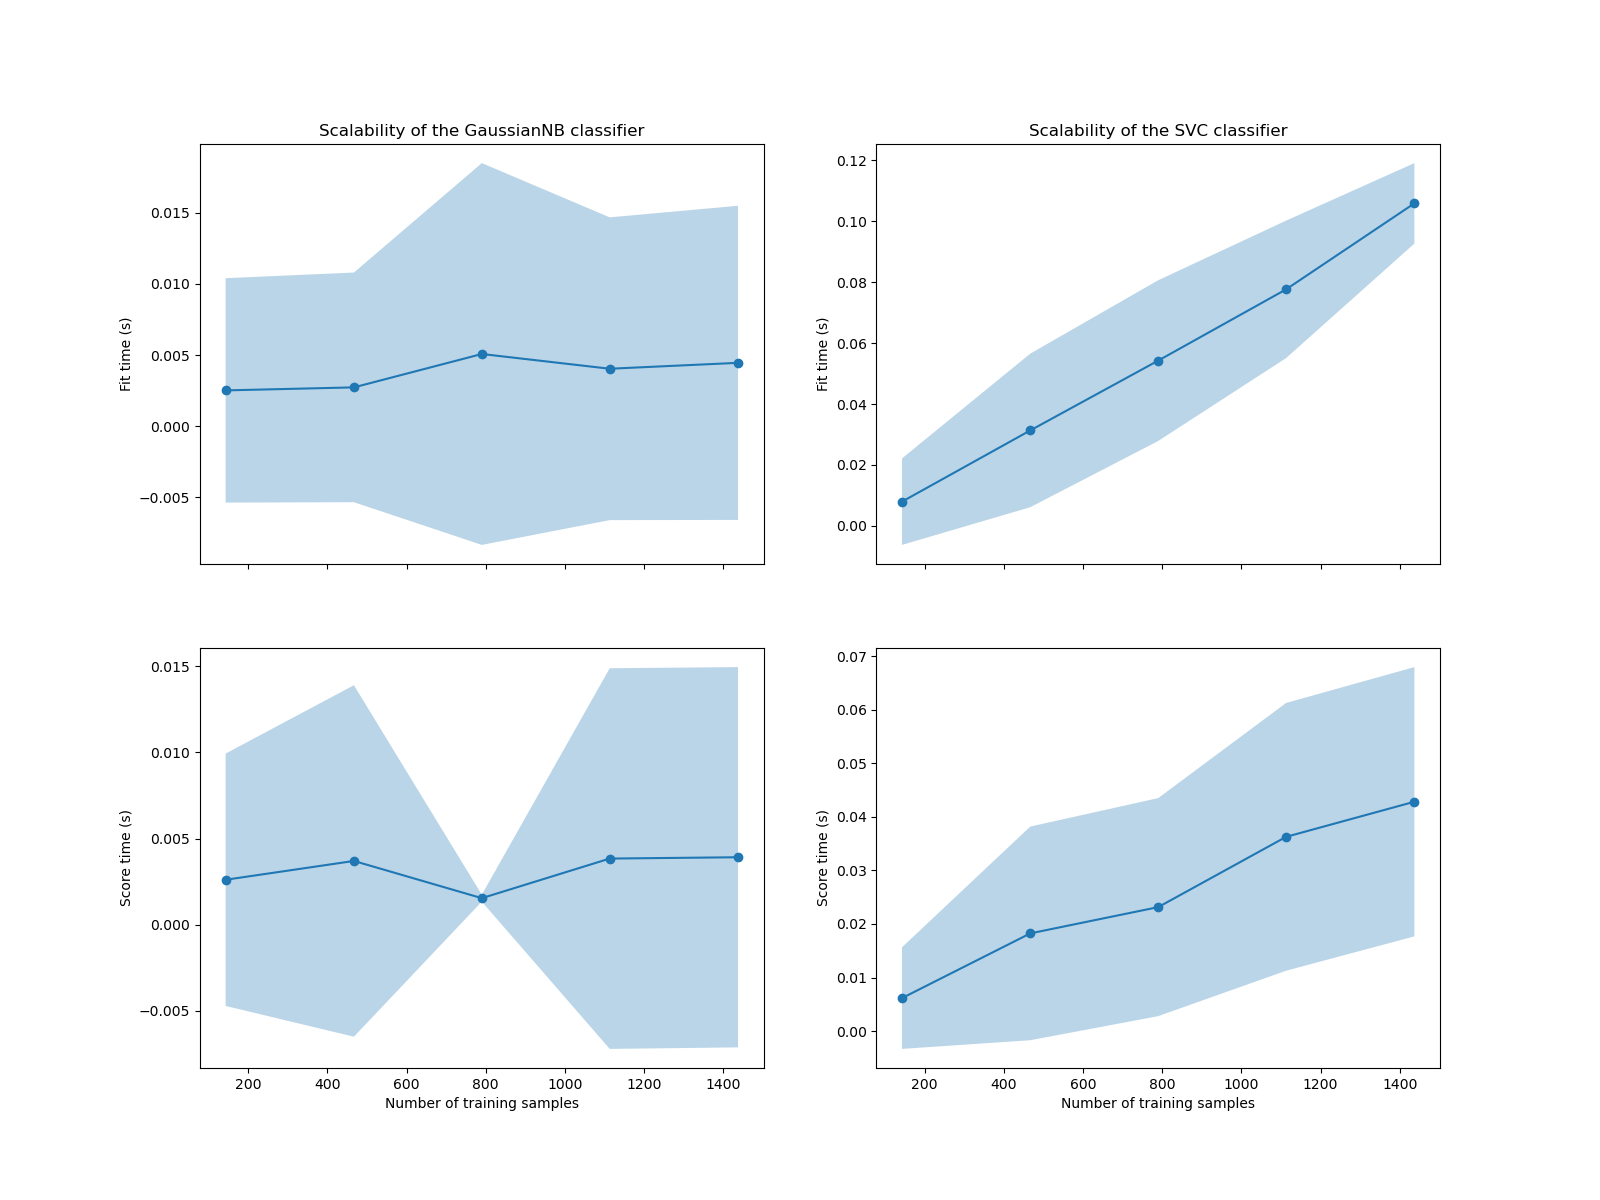 Scalability of the GaussianNB classifier
Fit time (s)
0.015
0.010
0.005
0.000
−0.005
Scalability of the SVC classifier
Fit time (s)
0.12
0.10
0.08
0.06
0.04
0.02
0.00
Score time (s)
0.015
0.010
0.005
0.000
−0.005
200 400 600 800 1000 1200 1400
Number of training samples
Score time (s)
0.07
0.06
0.05
0.04
0.03
0.02
0.01
0.00
200 400 600 800 1000 1200 1400
Number of training samples